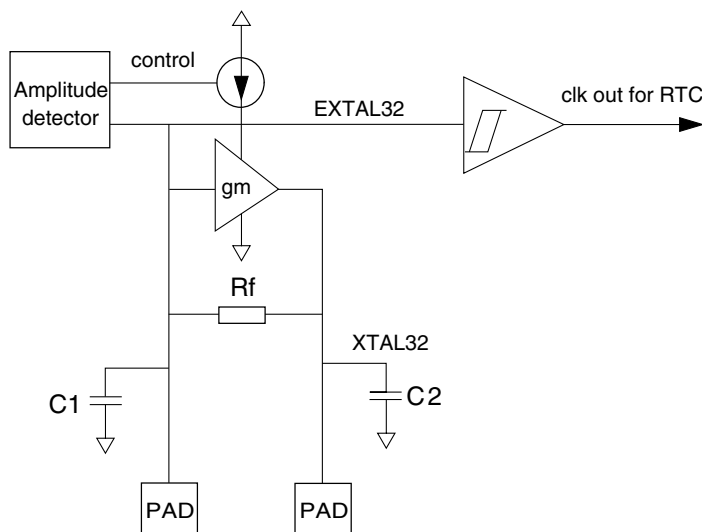 control
Amplitude
detector
EXTAL32
clk out for RTC
gm
Rf
XTAL32
C1
C2
PAD
PAD